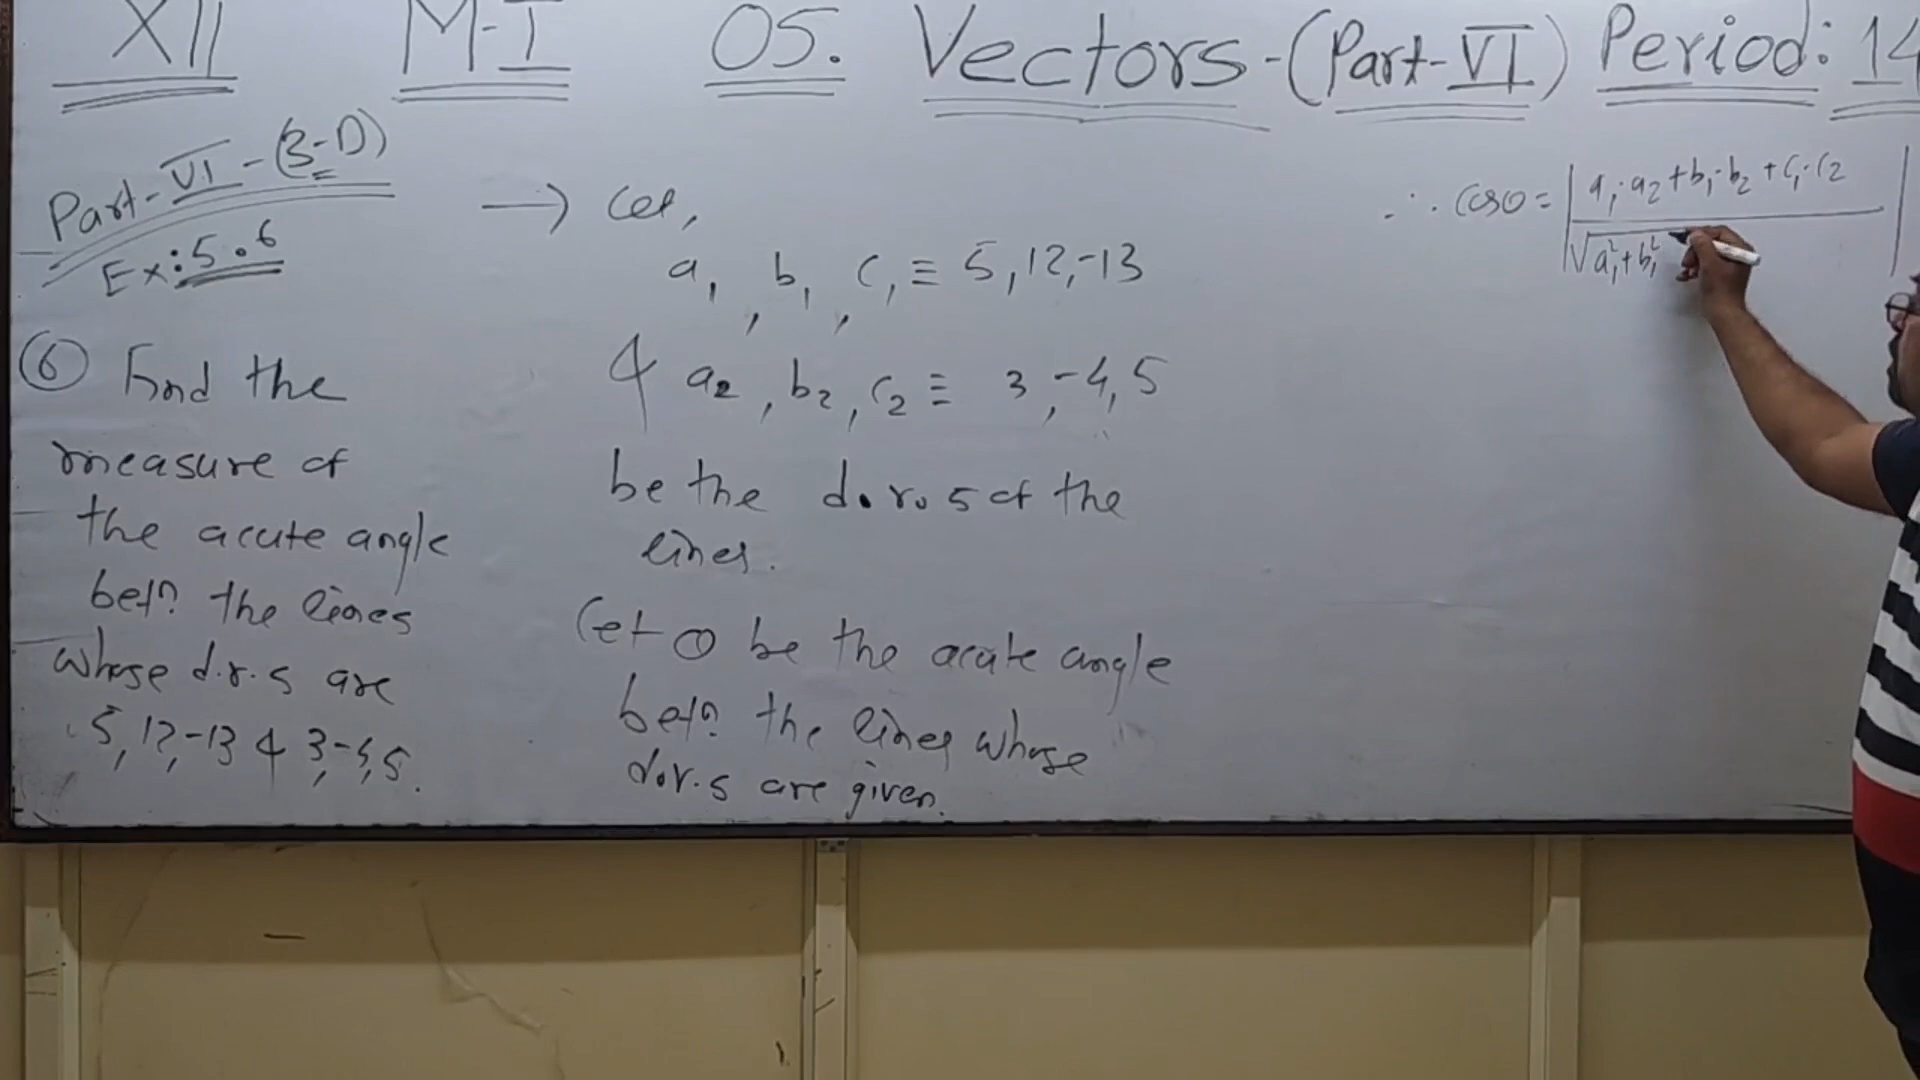 XII M-I 05. Vectors-(Part-VI) Period: 14
Part-VI-(3-D)
Ex:5.6
⑥ Find the
measure of
the acute angle
betn the lines
whose d.r.s are
5, 12, -13 & 3, -4, 5.
→ Let,
a₁, b₁, c₁ ≡ 5, 12, -13
& a₂, b₂, c₂ ≡ 3, -4, 5
be the d.r.s of the
lines.
Let θ be the acute angle
betn the lines whose
d.r.s are given.
∴ cosθ = | a₁·a₂+b₁·b₂+c₁·c₂
√a₁²+b₁² |